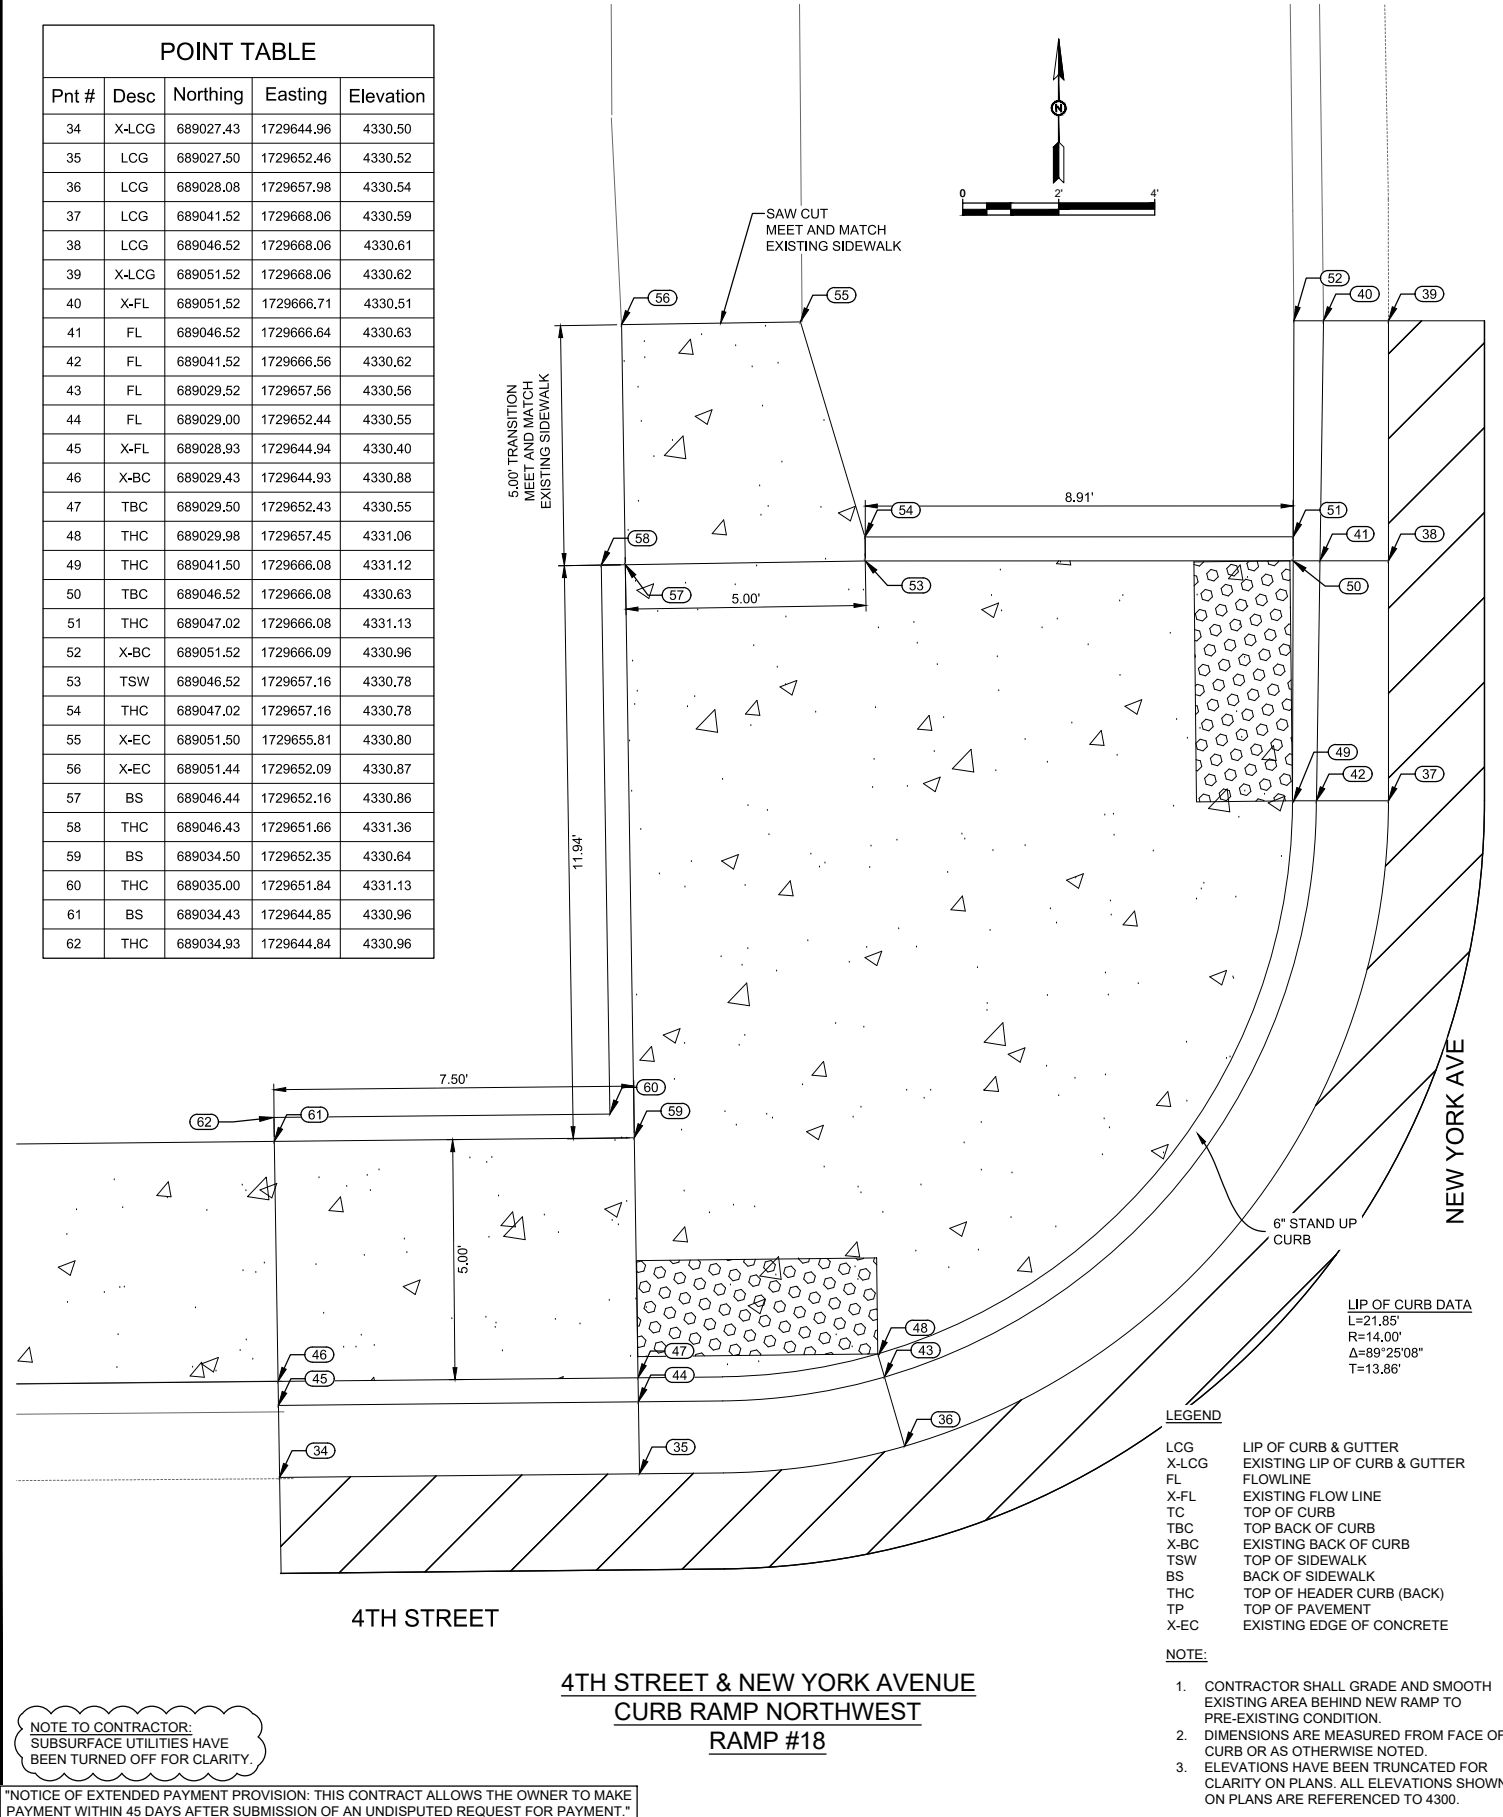 POINT TABLE
Pnt # Desc Northing Easting Elevation
34 X-LCG 689027.43 1729644.96 4330.50
35 LCG 689027.50 1729652.46 4330.52
36 LCG 689028.08 1729657.98 4330.54
37 LCG 689041.52 1729668.06 4330.59
38 LCG 689046.52 1729668.06 4330.61
39 X-LCG 689051.52 1729668.06 4330.62
40 X-FL 689051.52 1729666.71 4330.51
41 FL 689046.52 1729666.64 4330.63
42 FL 689041.52 1729666.56 4330.62
43 FL 689029.52 1729657.56 4330.56
44 FL 689029.00 1729652.44 4330.55
45 X-FL 689028.93 1729644.94 4330.40
46 X-BC 689029.43 1729644.93 4330.88
47 TBC 689029.50 1729652.43 4330.55
48 THC 689029.98 1729657.45 4331.06
49 THC 689041.50 1729666.08 4331.12
50 TBC 689046.52 1729666.08 4330.63
51 THC 689047.02 1729666.08 4331.13
52 X-BC 689051.52 1729666.09 4330.96
53 TSW 689046.52 1729657.16 4330.78
54 THC 689047.02 1729657.16 4330.78
55 X-EC 689051.50 1729655.81 4330.80
56 X-EC 689051.44 1729652.09 4330.87
57 BS 689046.44 1729652.16 4330.86
58 THC 689046.43 1729651.66 4331.36
59 BS 689034.50 1729652.35 4330.64
60 THC 689035.00 1729651.84 4331.13
61 BS 689034.43 1729644.85 4330.96
62 THC 689034.93 1729644.84 4330.96
N
0 2' 4'
SAW CUT
MEET AND MATCH
EXISTING SIDEWALK
52
40
39
56
55
5.00' TRANSITION
MEET AND MATCH
EXISTING SIDEWALK
8.91'
54
51
41
38
58
57
5.00'
53
50
49
42
37
11.94'
7.50'
60
59
62
61
5.00'
NEW YORK AVE
6" STAND UP
CURB
46
45
47
44
48
43
36
34
35
LIP OF CURB DATA
L=21.85'
R=14.00'
Δ=89°25'08"
T=13.86'
LEGEND
LCG LIP OF CURB & GUTTER
X-LCG EXISTING LIP OF CURB & GUTTER
FL FLOWLINE
X-FL EXISTING FLOW LINE
TC TOP OF CURB
TBC TOP BACK OF CURB
X-BC EXISTING BACK OF CURB
TSW TOP OF SIDEWALK
BS BACK OF SIDEWALK
THC TOP OF HEADER CURB (BACK)
TP TOP OF PAVEMENT
X-EC EXISTING EDGE OF CONCRETE
NOTE:
1. CONTRACTOR SHALL GRADE AND SMOOTH
EXISTING AREA BEHIND NEW RAMP TO
PRE-EXISTING CONDITION.
2. DIMENSIONS ARE MEASURED FROM FACE OF
CURB OR AS OTHERWISE NOTED.
3. ELEVATIONS HAVE BEEN TRUNCATED FOR
CLARITY ON PLANS. ALL ELEVATIONS SHOWN
ON PLANS ARE REFERENCED TO 4300.
4TH STREET
4TH STREET & NEW YORK AVENUE
CURB RAMP NORTHWEST
RAMP #18
NOTE TO CONTRACTOR:
SUBSURFACE UTILITIES HAVE
BEEN TURNED OFF FOR CLARITY.
"NOTICE OF EXTENDED PAYMENT PROVISION: THIS CONTRACT ALLOWS THE OWNER TO MAKE
PAYMENT WITHIN 45 DAYS AFTER SUBMISSION OF AN UNDISPUTED REQUEST FOR PAYMENT."